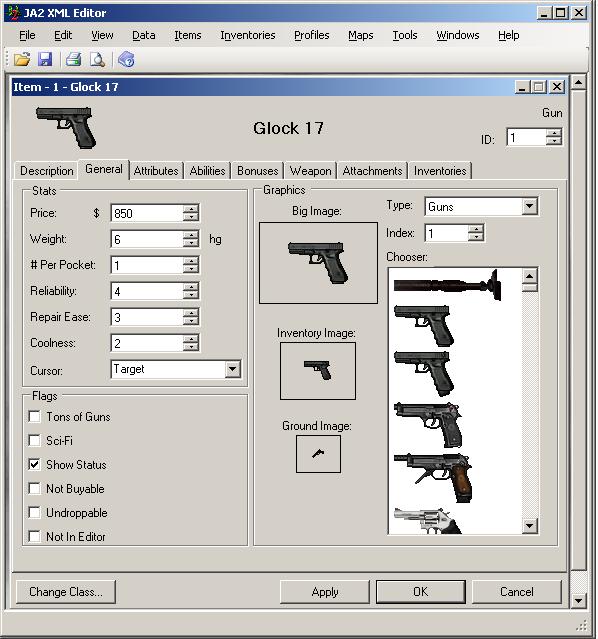 JA2 XML Editor
File Edit View Data Items Inventories Profiles Maps Tools Windows Help
Item - 1 - Glock 17
Glock 17
Gun
ID: 1
Description General Attributes Abilities Bonuses Weapon Attachments Inventories
Stats
Price: $ 850
Weight: 6 hg
# Per Pocket: 1
Reliability: 4
Repair Ease: 3
Coolness: 2
Cursor: Target
Flags
Tons of Guns
Sci-Fi
Show Status
Not Buyable
Undroppable
Not In Editor
Graphics
Big Image:
Inventory Image:
Ground Image:
Type: Guns
Index: 1
Chooser:
Change Class...
Apply
OK
Cancel